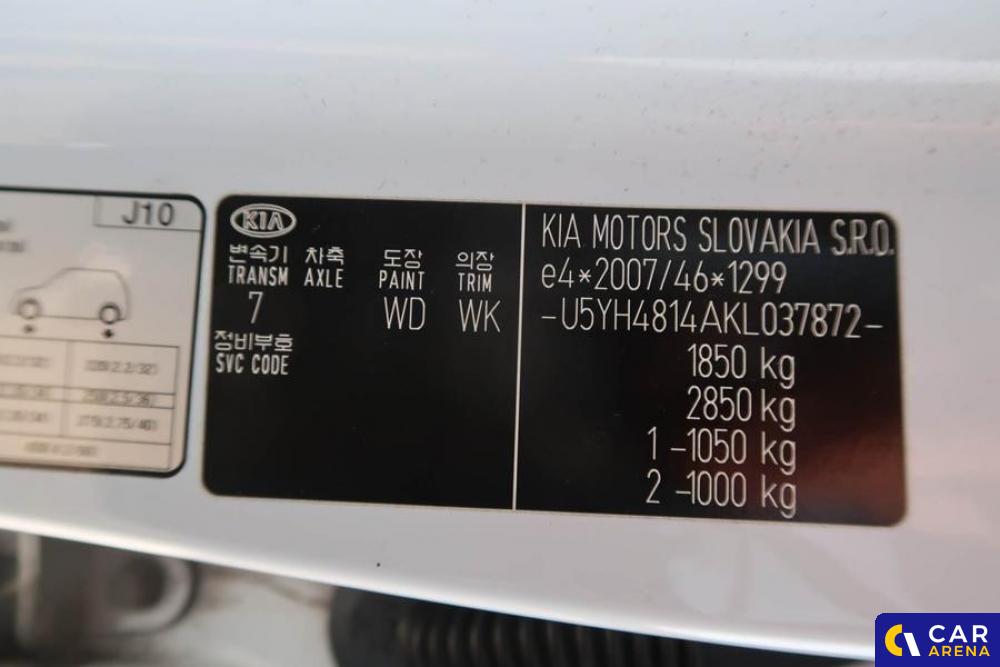 J10
KIA
변속기 차축 도장 의장
TRANSM AXLE PAINT TRIM
7 WD WK
정비부호
SVC CODE
KIA MOTORS SLOVAKIA S.R.O.
e4*2007/46*1299
-U5YH4814AKL037872-
1850 kg
2850 kg
1 -1050 kg
2 -1000 kg
CAR
ARENA